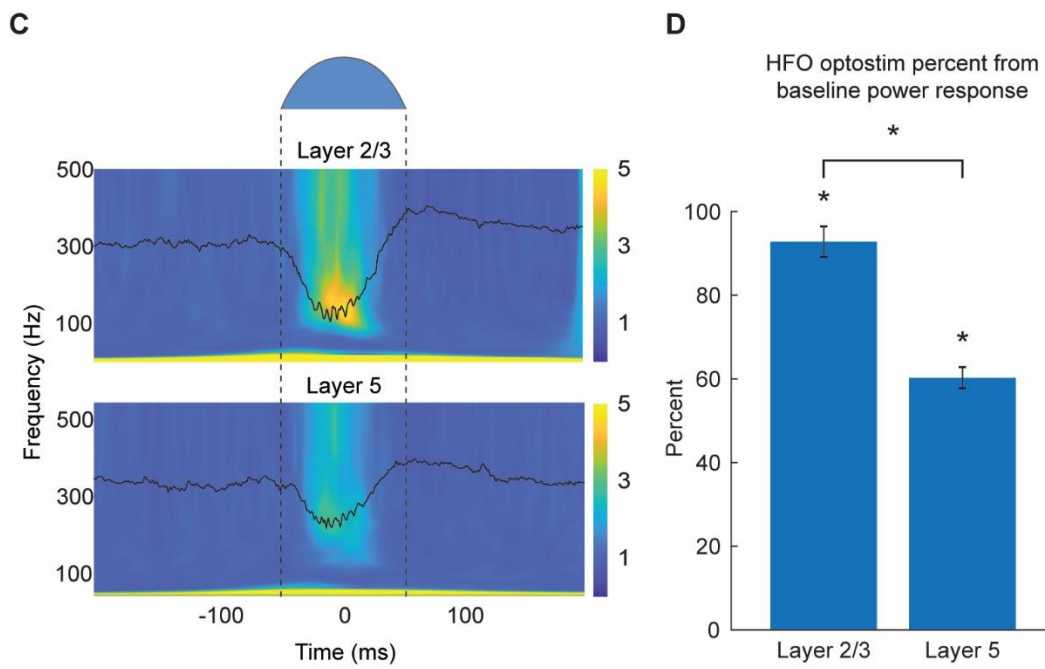 C
Layer 2/3
500
300
100
5
3
1
Layer 5
500
300
100
5
3
1
Frequency (Hz)
-100
0
100
Time (ms)
D
HFO optostim percent from
baseline power response
*
*
*
100
80
60
40
20
0
Percent
Layer 2/3
Layer 5